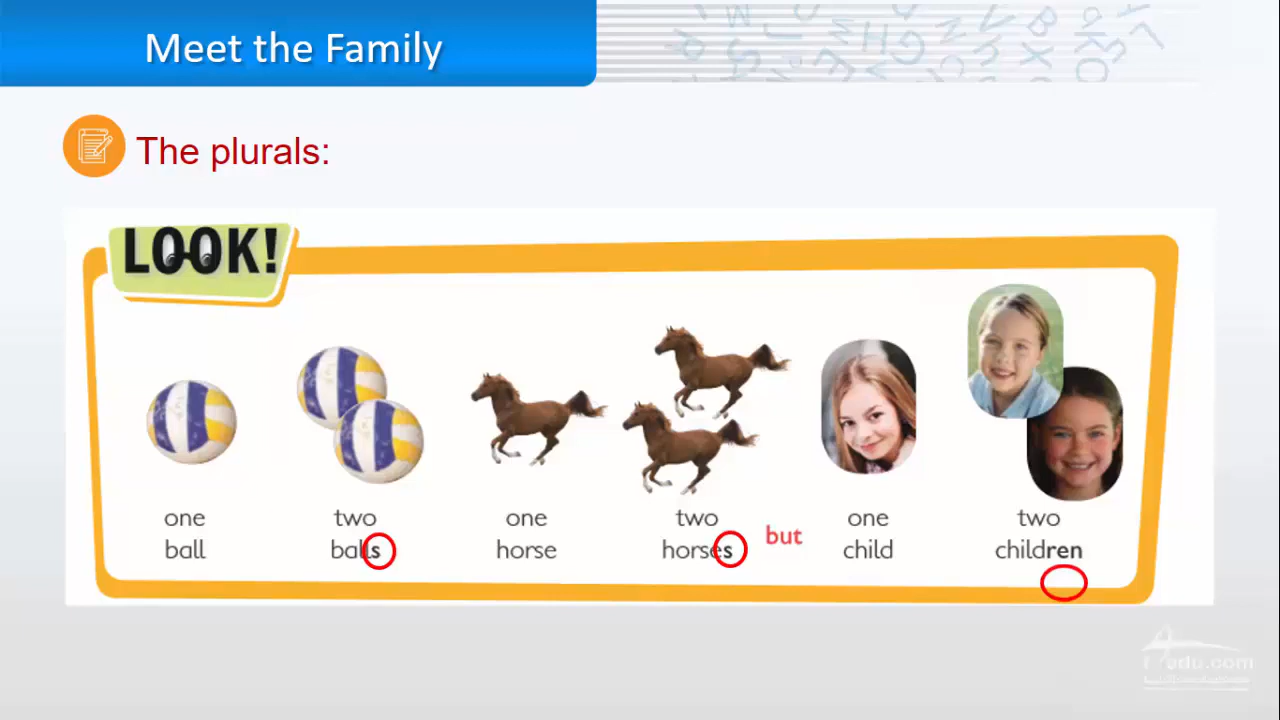 Meet the Family
The plurals:
LOOK!
one
ball
two
balls
one
horse
two
horses
but
one
child
two
children